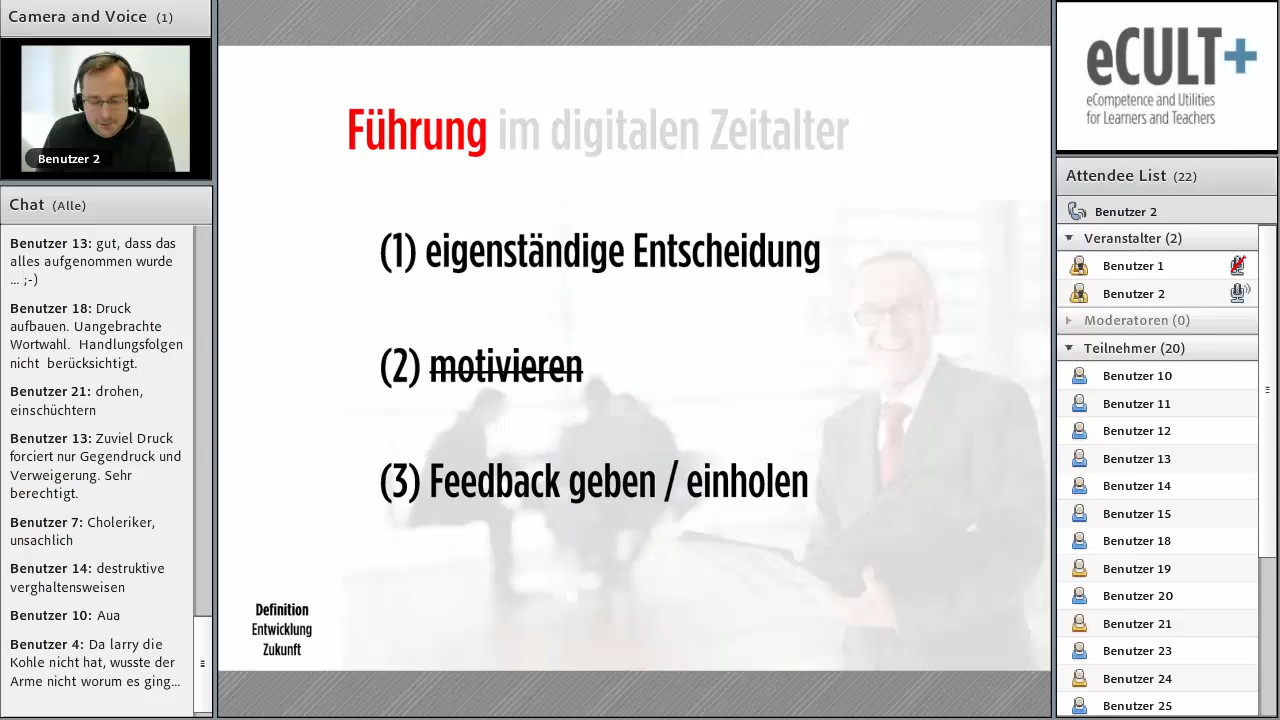 Camera and Voice (1)
Benutzer 2
Chat (Alle)
Benutzer 13: gut, dass das
alles aufgenommen wurde
... ;-)
Benutzer 18: Druck
aufbauen. Uangebrachte
Wortwahl. Handlungsfolgen
nicht berücksichtigt.
Benutzer 21: drohen,
einschüchtern
Benutzer 13: Zuviel Druck
forciert nur Gegendruck und
Verweigerung. Sehr
berechtigt.
Benutzer 7: Choleriker,
unsachlich
Benutzer 14: destruktive
verghaltensweisen
Benutzer 10: Aua
Benutzer 4: Da larry die
Kohle nicht hat, wusste der
Arme nicht worum es ging...
Führung im digitalen Zeitalter
(1) eigenständige Entscheidung
(2) motivieren
(3) Feedback geben / einholen
Definition
Entwicklung
Zukunft
eCULT+
eCompetence and Utilities
for Learners and Teachers
Attendee List (22)
Benutzer 2
Veranstalter (2)
Benutzer 1
Benutzer 2
Moderatoren (0)
Teilnehmer (20)
Benutzer 10
Benutzer 11
Benutzer 12
Benutzer 13
Benutzer 14
Benutzer 15
Benutzer 18
Benutzer 19
Benutzer 20
Benutzer 21
Benutzer 23
Benutzer 24
Benutzer 25